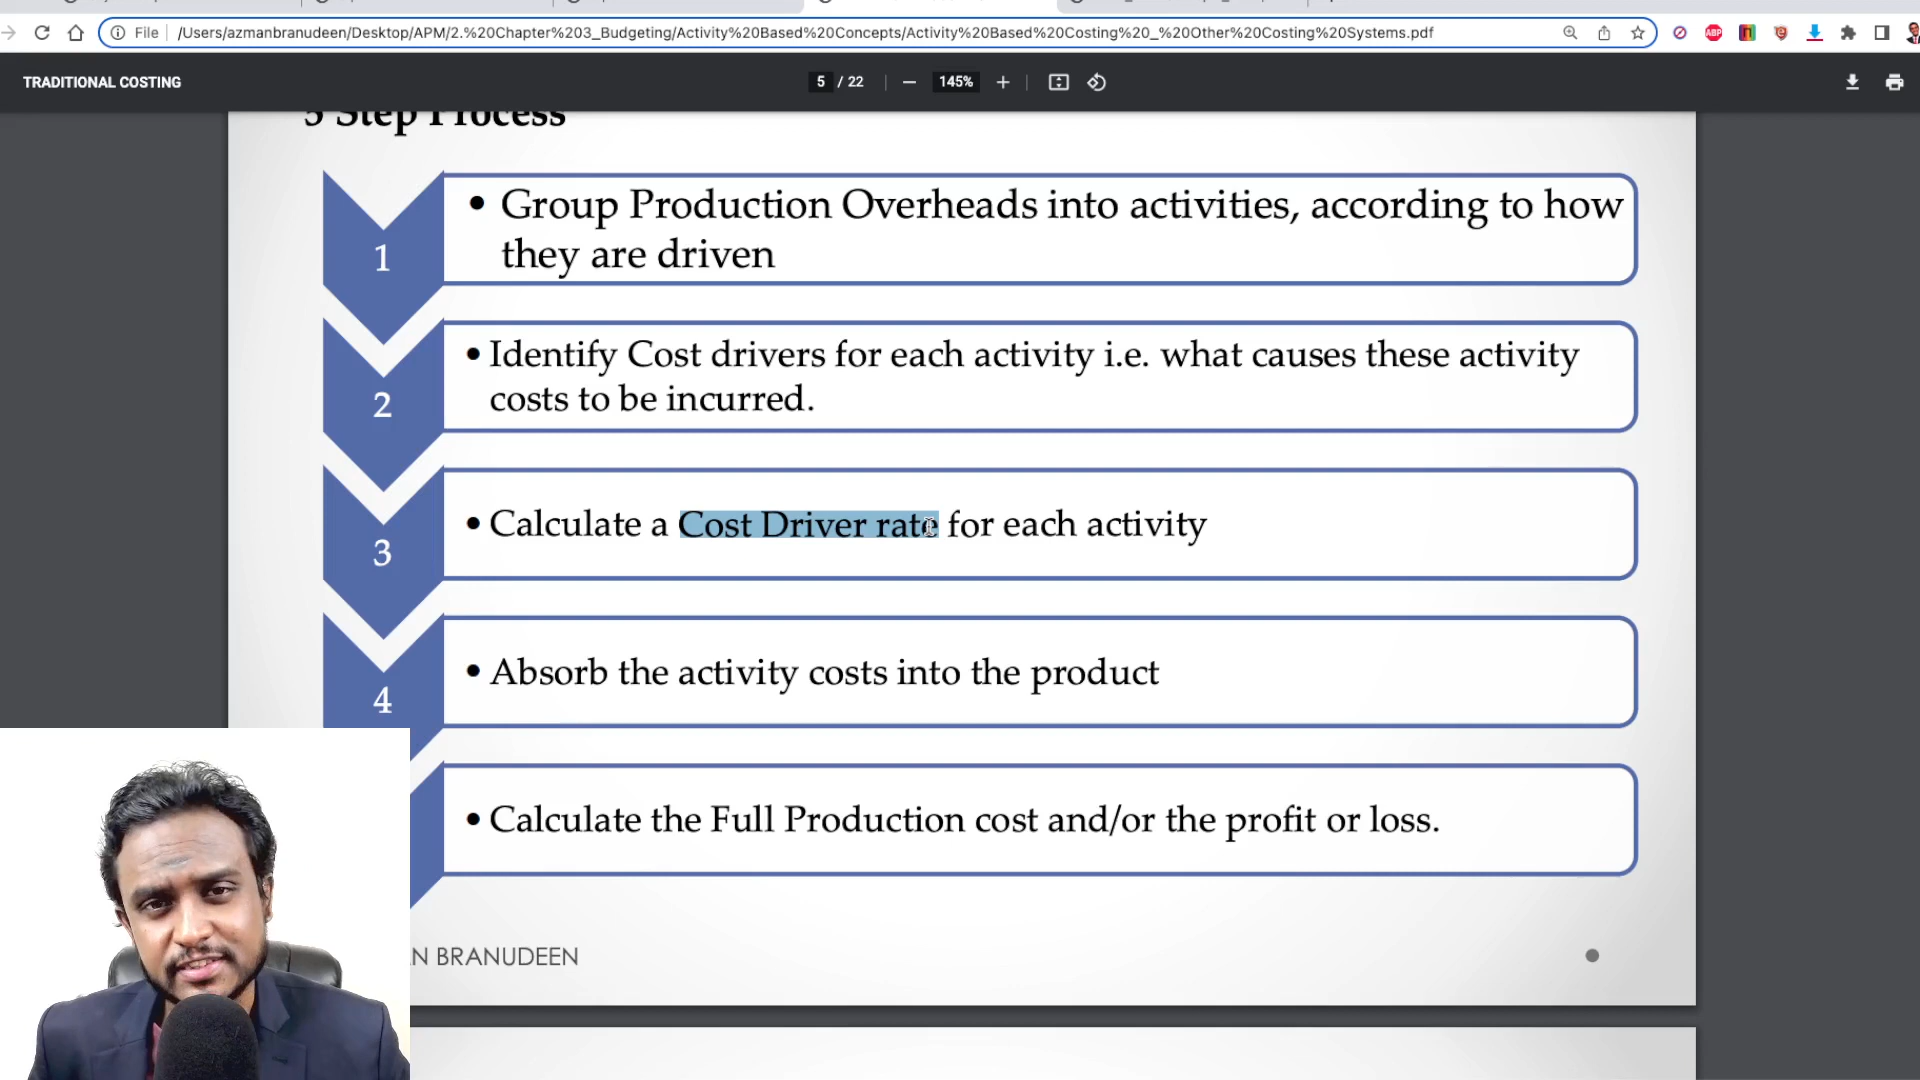 File
/Users/azmanbranudeen/Desktop/APM/2.%20Chapter%203_Budgeting/Activity%20Based%20Concepts/Activity%20Based%20Costing%20_%20Other%20Costing%20Systems.pdf
ABP
TRADITIONAL COSTING
5 / 22
145%
5 Step Process
1
• Group Production Overheads into activities, according to how
they are driven
2
• Identify Cost drivers for each activity i.e. what causes these activity
costs to be incurred.
3
• Calculate a Cost Driver rate for each activity
4
• Absorb the activity costs into the product
• Calculate the Full Production cost and/or the profit or loss.
N BRANUDEEN